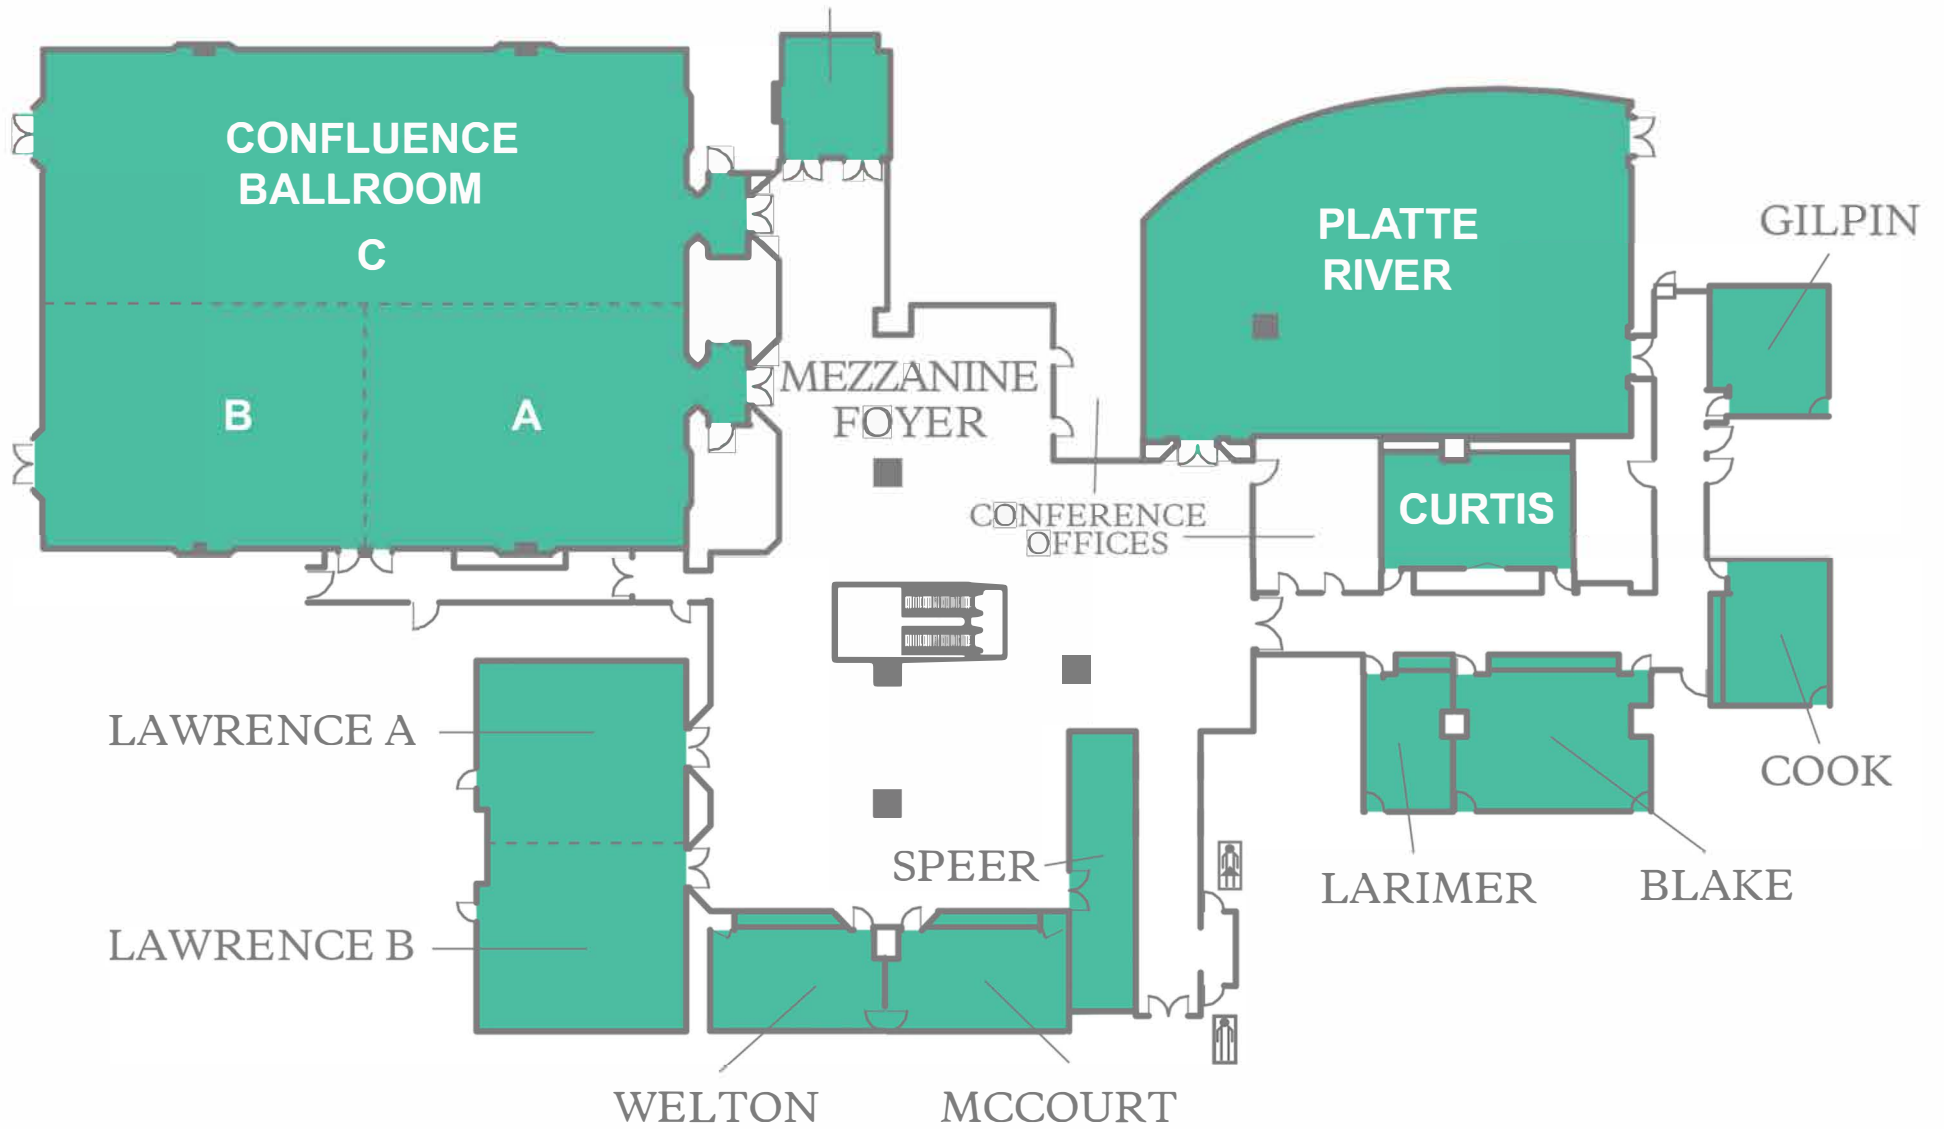 CONFLUENCE
BALLROOM
C
B
A
PLATTE
RIVER
GILPIN
MEZZANINE
FOYER
CONFERENCE
OFFICES
CURTIS
LAWRENCE A
COOK
SPEER
LARIMER
BLAKE
LAWRENCE B
WELTON
MCCOURT